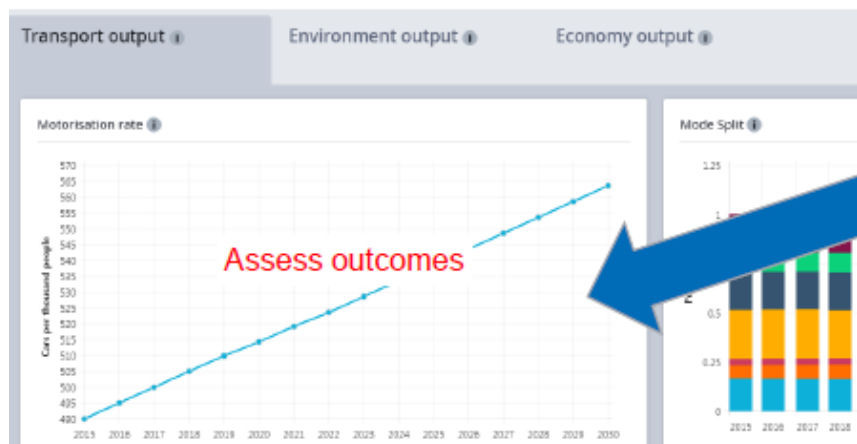 Transport output i
Environment output i
Economy output i
Motorisation rate i
Mode Split i
570
565
560
555
550
545
540
535
530
525
520
515
510
505
500
495
490
Cars per thousand people
Assess outcomes
2015 2016 2017 2018 2019 2020 2021 2022 2023 2024 2025 2026 2027 2028 2029 2030
1.25
1
0.5
0.25
0
2015 2016 2017 2018